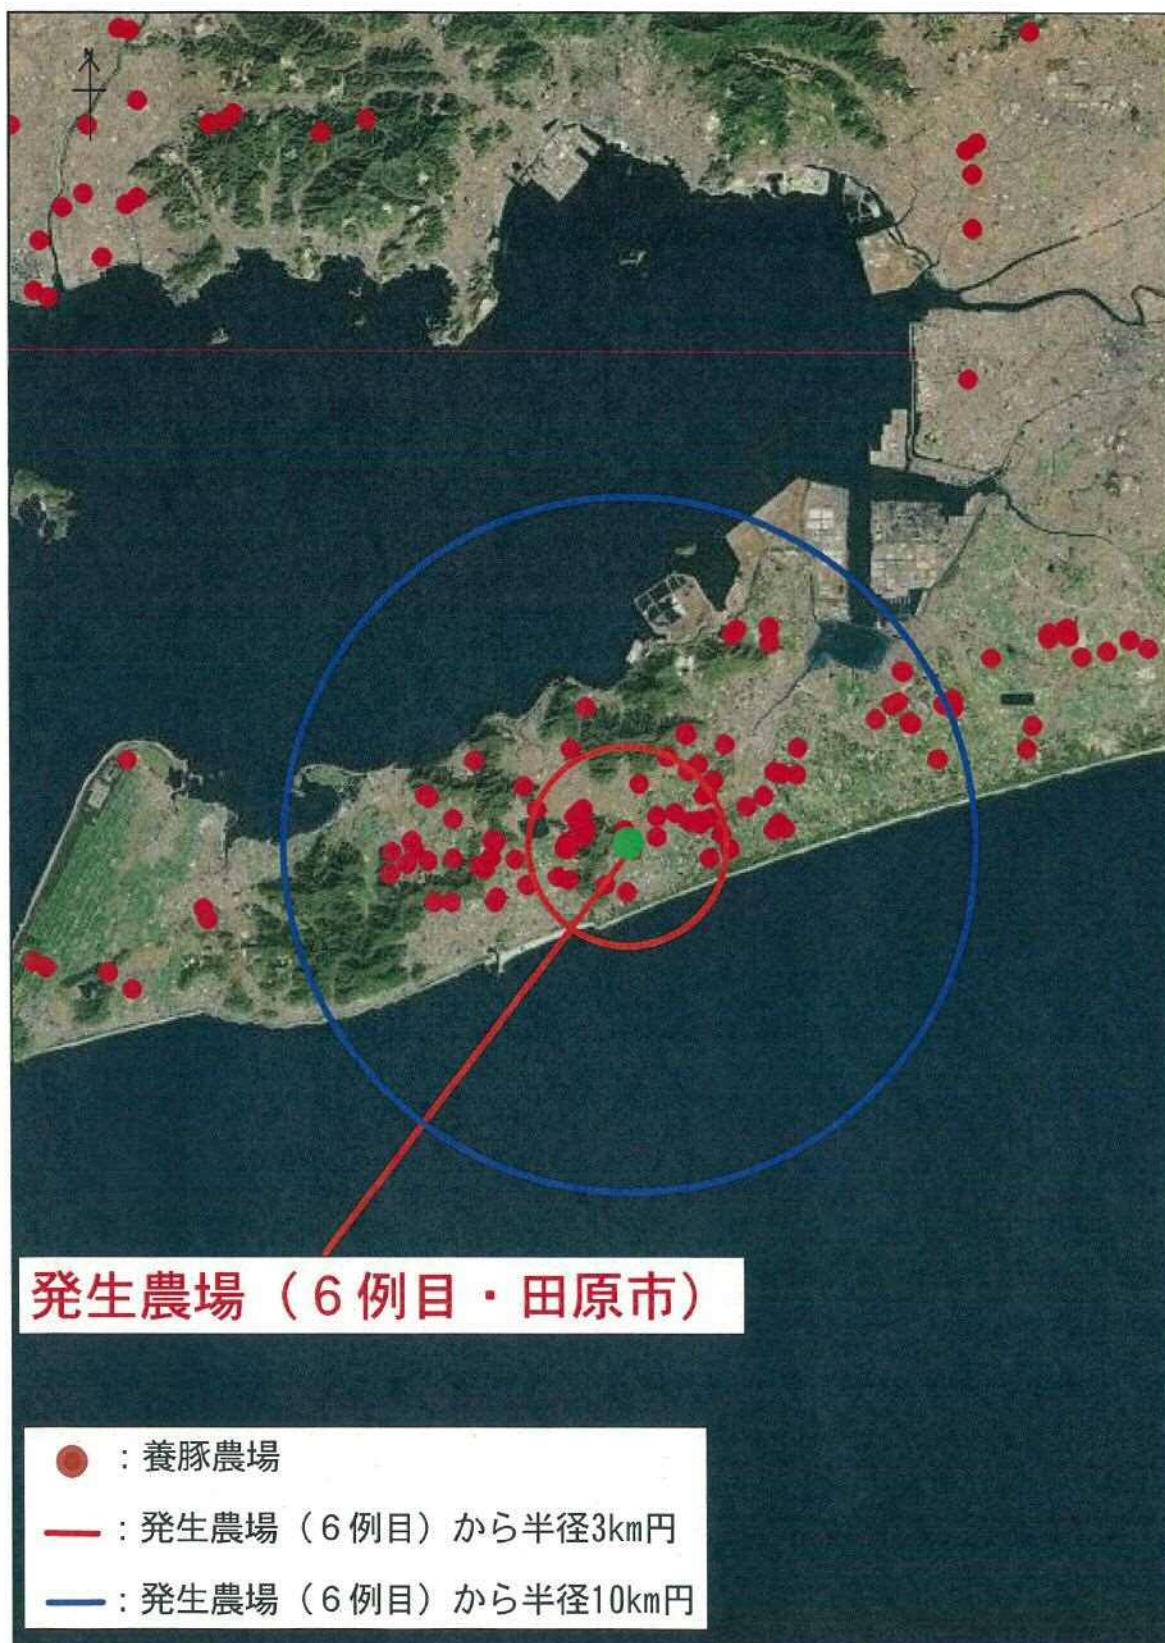 N
発生農場（６例目・田原市）
：養豚農場
：発生農場（６例目）から半径3km円
：発生農場（６例目）から半径10km円